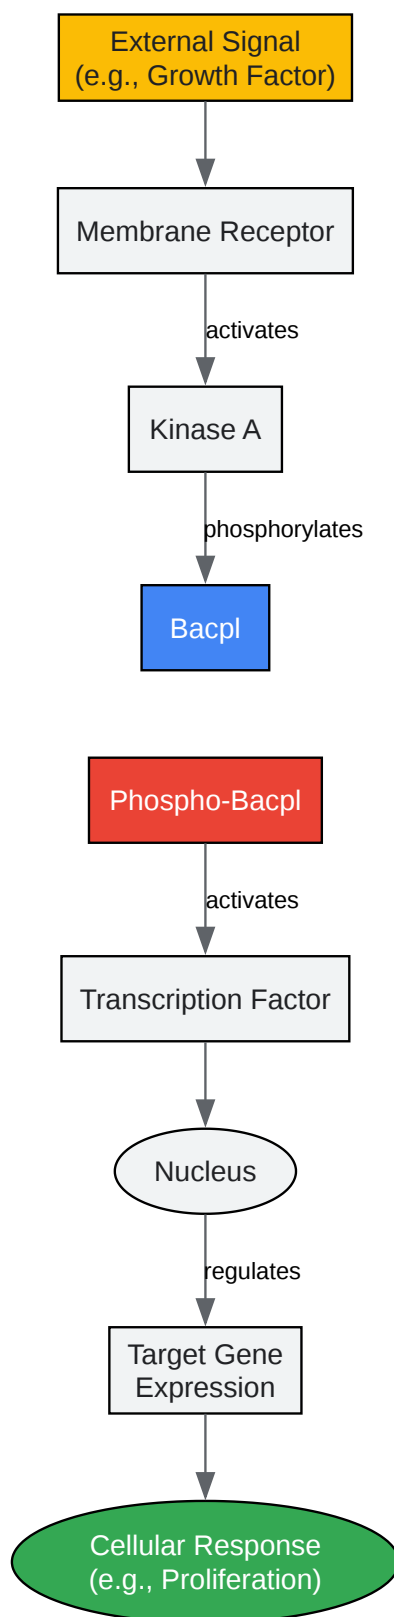 External Signal
(e.g., Growth Factor)
Membrane Receptor
activates
Kinase A
phosphorylates
Bacpl
Phospho-Bacpl
activates
Transcription Factor
Nucleus
regulates
Target Gene
Expression
Cellular Response
(e.g., Proliferation)